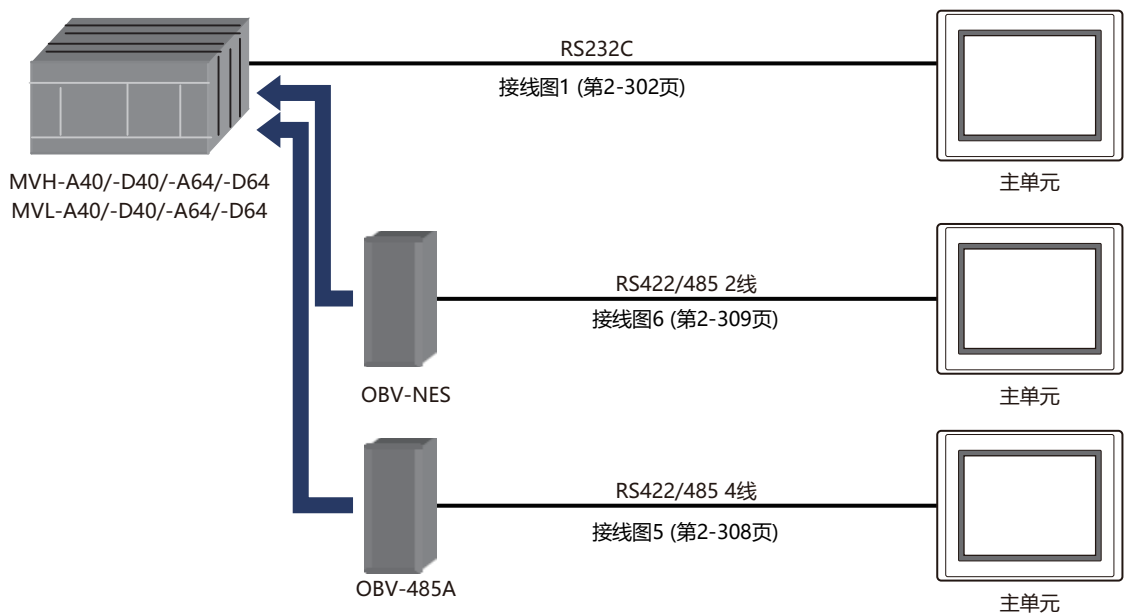 RS232C
接线图1 (第2-302页)
MVH-A40/-D40/-A64/-D64
MVL-A40/-D40/-A64/-D64
主单元
RS422/485 2线
接线图6 (第2-309页)
OBV-NES
主单元
RS422/485 4线
接线图5 (第2-308页)
OBV-485A
主单元